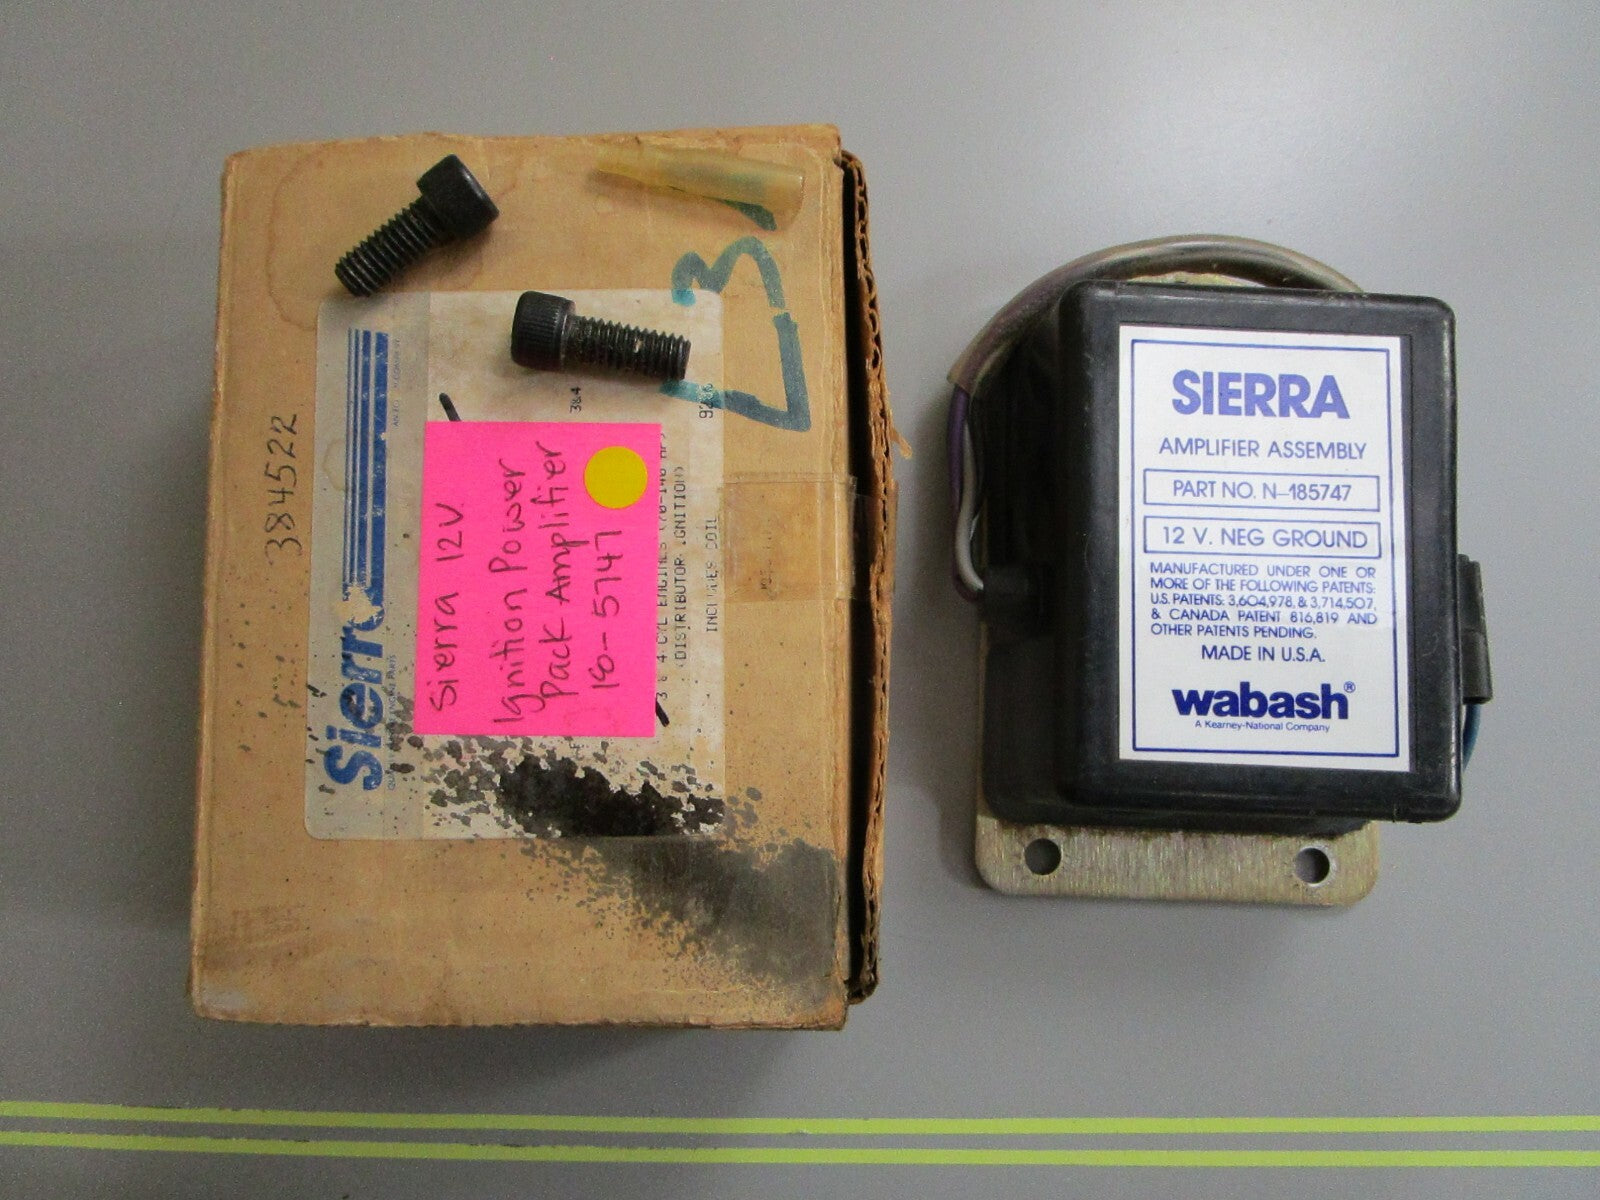 384522
Sierra
Sierra 12V
Ignition Power
Pack Amplifier
18-5747
384
3 & 4 CYL ENGINES
DISTRIBUTOR IGNITION)
INCLUDES COIL
SIERRA
AMPLIFIER ASSEMBLY
PART NO. N-185747
12 V. NEG GROUND
MANUFACTURED UNDER ONE OR
MORE OF THE FOLLOWING PATENTS:
U.S. PATENTS: 3,604,978, & 3,714,507,
& CANADA PATENT 816,819 AND
OTHER PATENTS PENDING.
MADE IN U.S.A.
wabash®
A Kearney-National Company